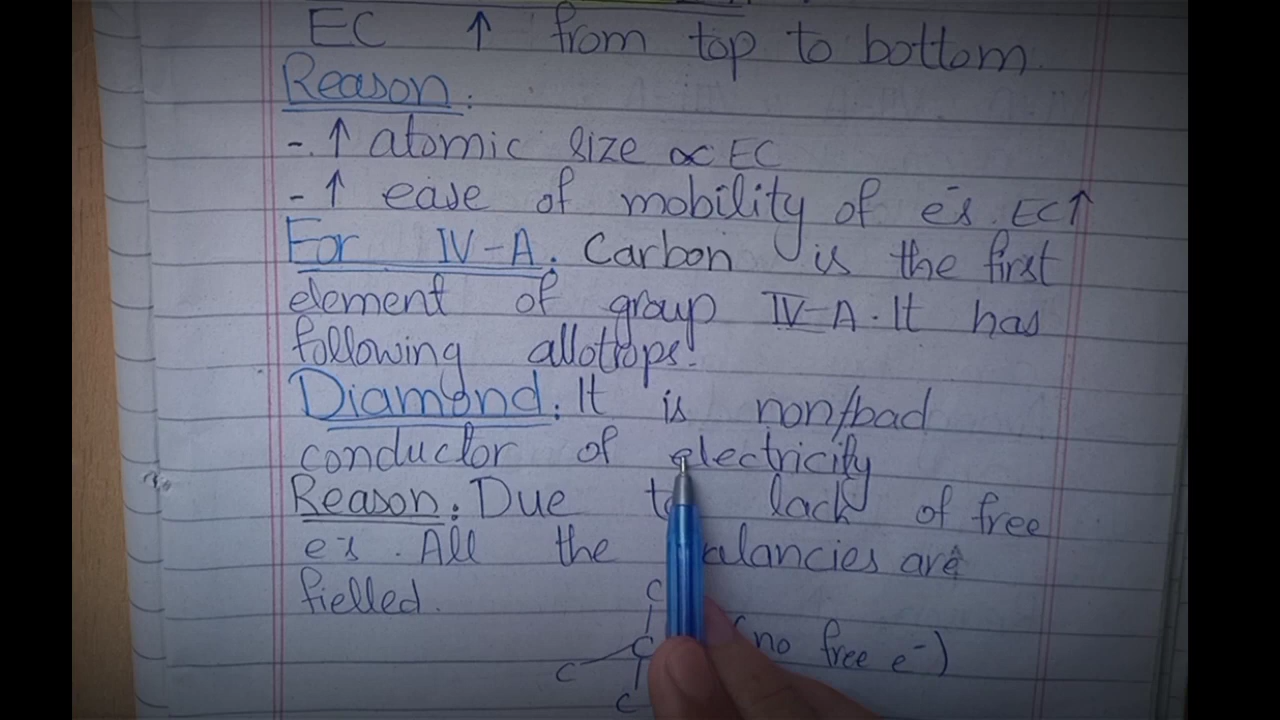 EC ↑ from top to bottom.
Reason:
-. ↑ atomic size ∝ EC
- ↑ ease of mobility of e̅s. EC↑
For IV-A. Carbon is the first
element of group IV-A. It has
following allotrops:
Diamond. It is non/bad
conductor of electricity
Reason: Due to lack of free
e-s. All the valancies are
fielled.
C
C (no free e⁻)
C
C